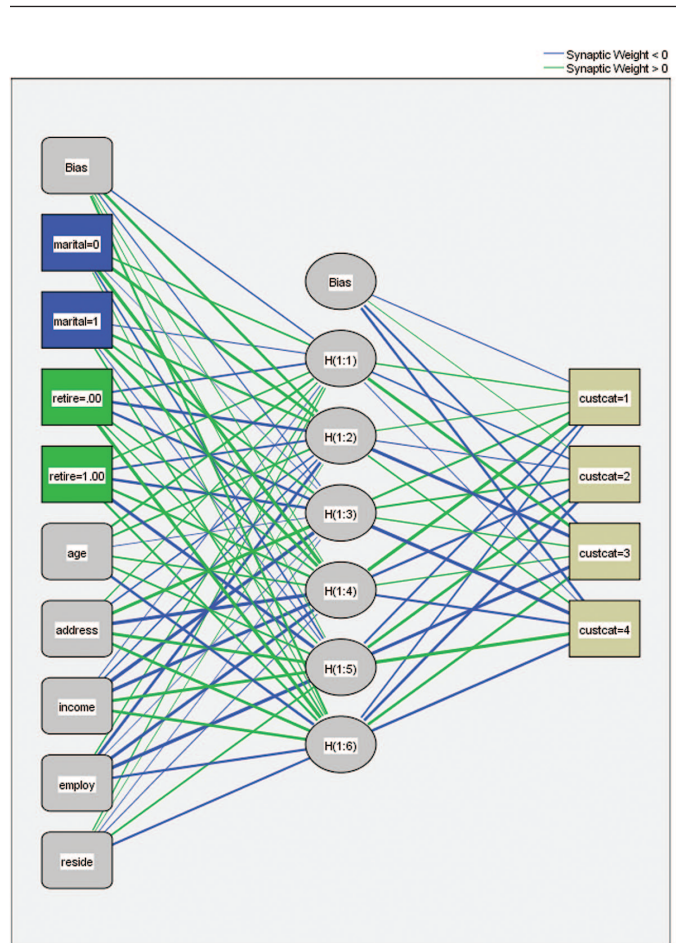 Synaptic Weight < 0
Synaptic Weight > 0
Bias
marital=0
marital=1
retire=.00
retire=1.00
age
address
income
employ
reside
Bias
H(1:1)
H(1:2)
H(1:3)
H(1:4)
H(1:5)
H(1:6)
custcat=1
custcat=2
custcat=3
custcat=4